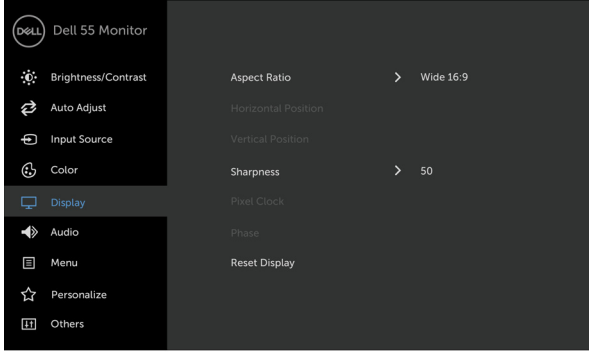 DELL Dell 55 Monitor
Brightness/Contrast
Auto Adjust
Input Source
Color
Display
Audio
Menu
Personalize
Others
Aspect Ratio > Wide 16:9
Horizontal Position
Vertical Position
Sharpness > 50
Pixel Clock
Phase
Reset Display